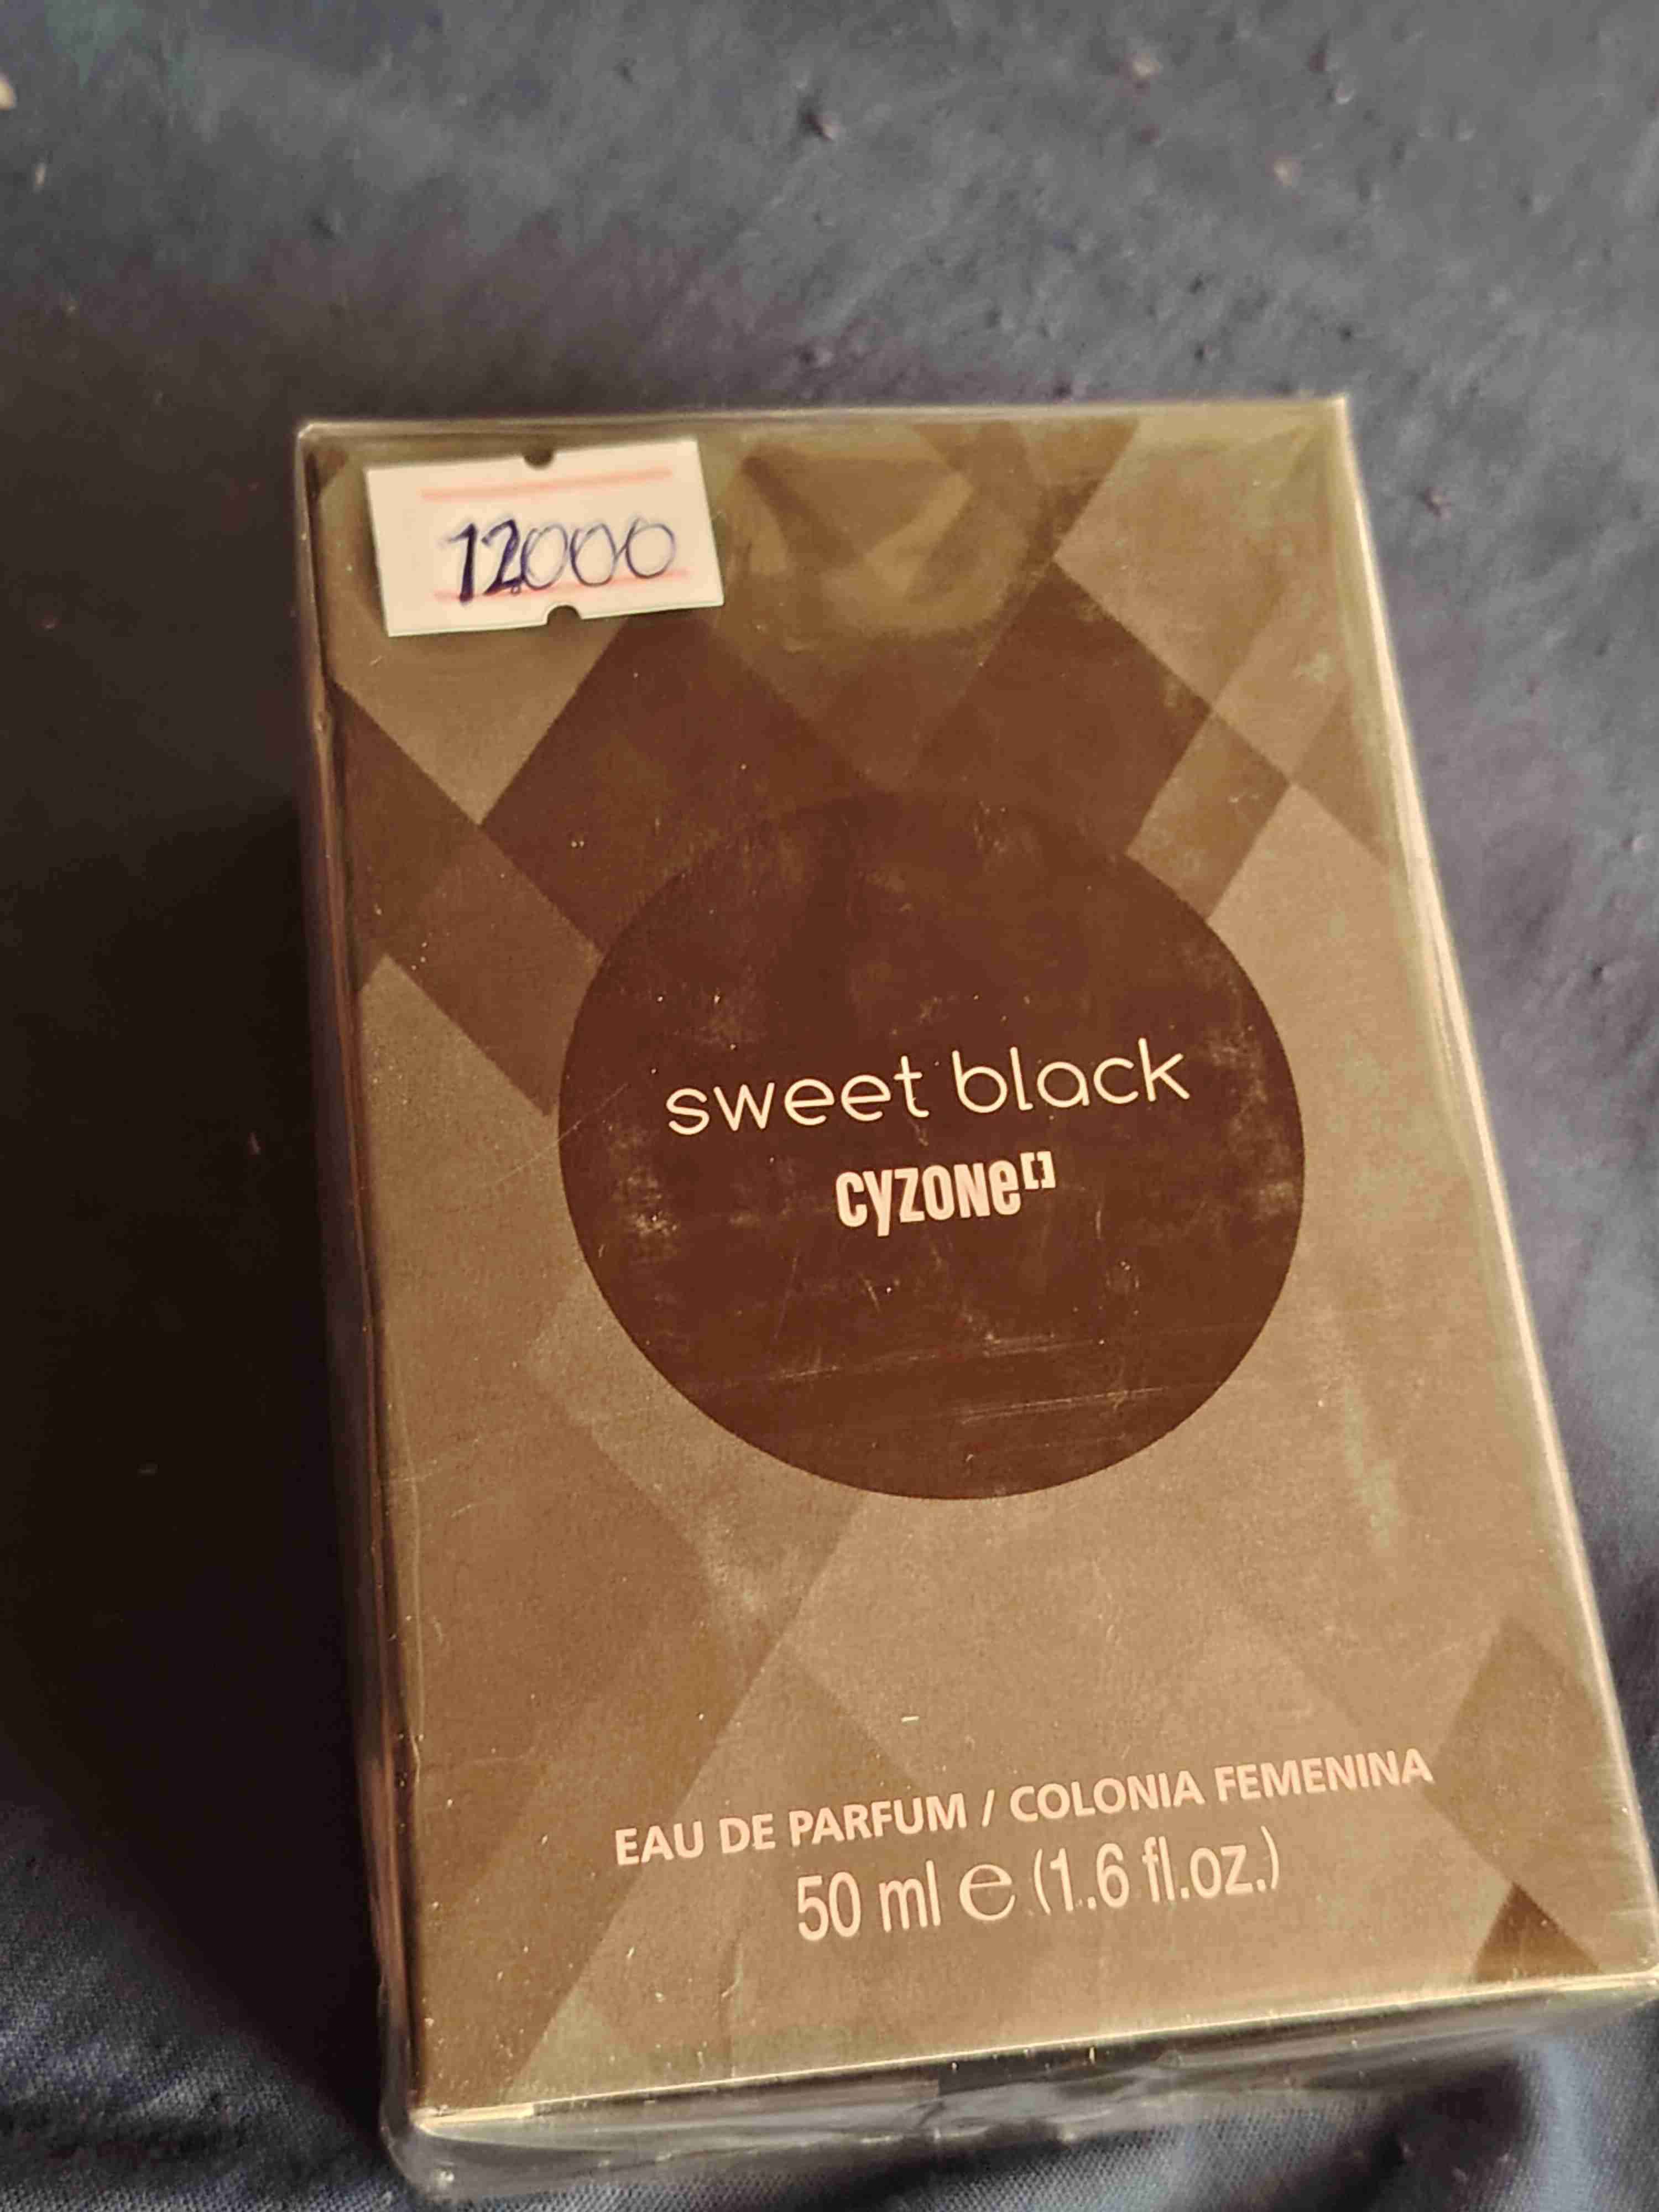 12000
sweet black
cyzone[]
EAU DE PARFUM / COLONIA FEMENINA
50 ml e (1.6 fl.oz.)